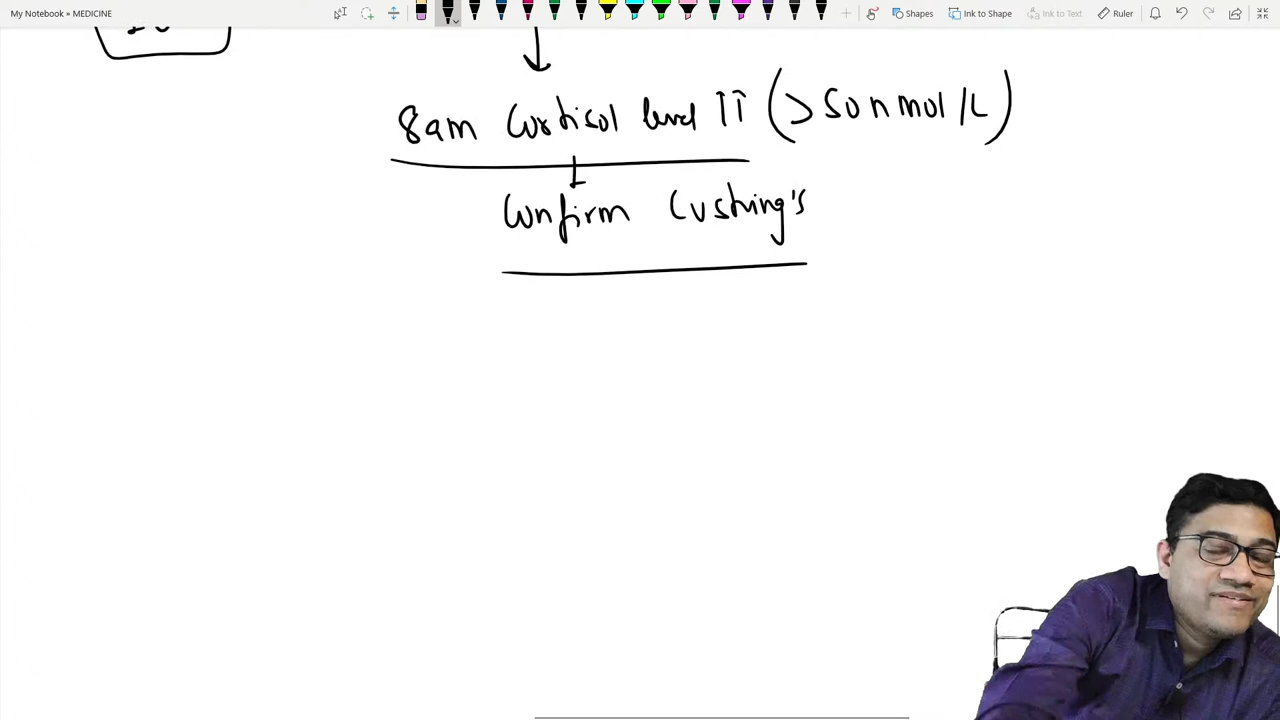 My Notebook » MEDICINE
Shapes
Ink to Shape
Ink to Text
Ruler
8am Cortisol level ↑↑ (>50 nmol/L)
Confirm Cushing's